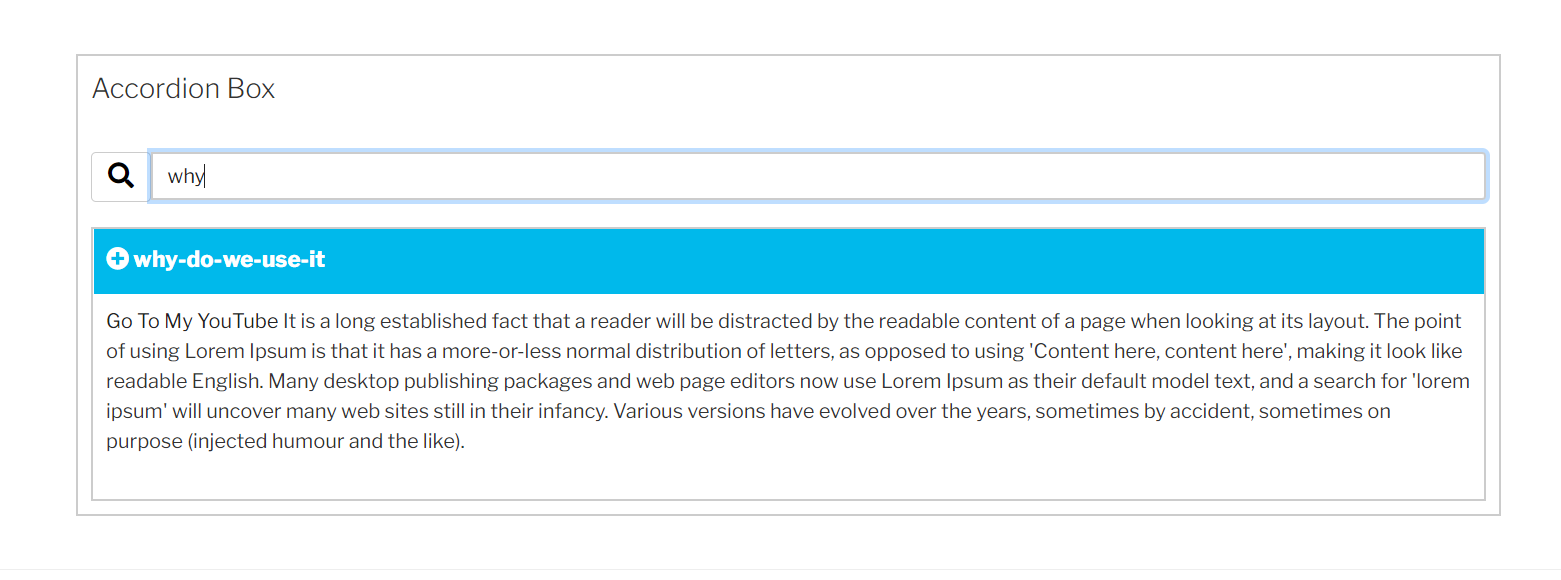 Accordion Box
why
why-do-we-use-it
Go To My YouTube It is a long established fact that a reader will be distracted by the readable content of a page when looking at its layout. The point
of using Lorem Ipsum is that it has a more-or-less normal distribution of letters, as opposed to using 'Content here, content here', making it look like
readable English. Many desktop publishing packages and web page editors now use Lorem Ipsum as their default model text, and a search for 'lorem
ipsum' will uncover many web sites still in their infancy. Various versions have evolved over the years, sometimes by accident, sometimes on
purpose (injected humour and the like).